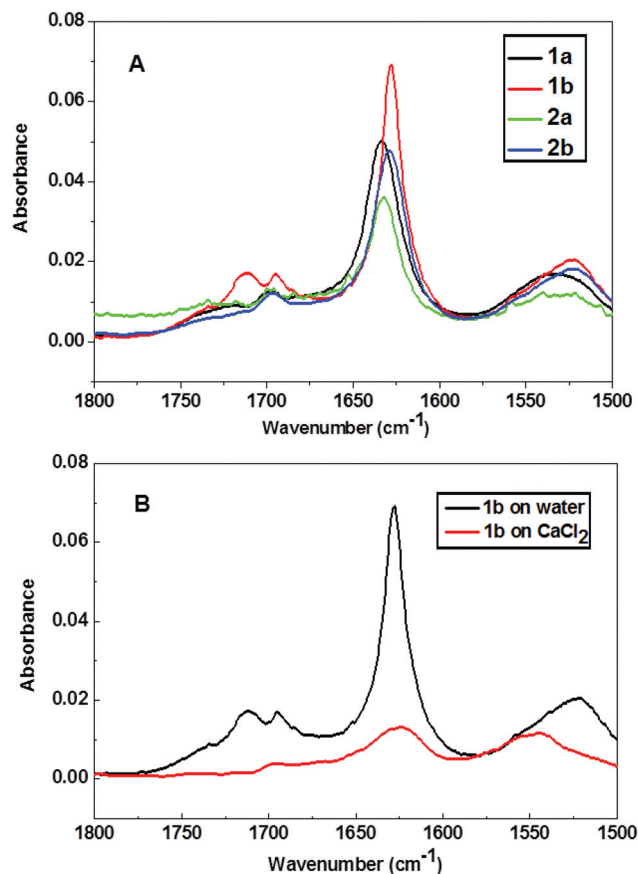 0.08
A
1a
1b
2a
2b
0.06
0.04
0.02
0.00
Absorbance
1800 1750 1700 1650 1600 1550 1500
Wavenumber (cm-1)
0.08
B
1b on water
1b on CaCl2
0.06
0.04
0.02
0.00
Absorbance
1800 1750 1700 1650 1600 1550 1500
Wavenumber (cm-1)